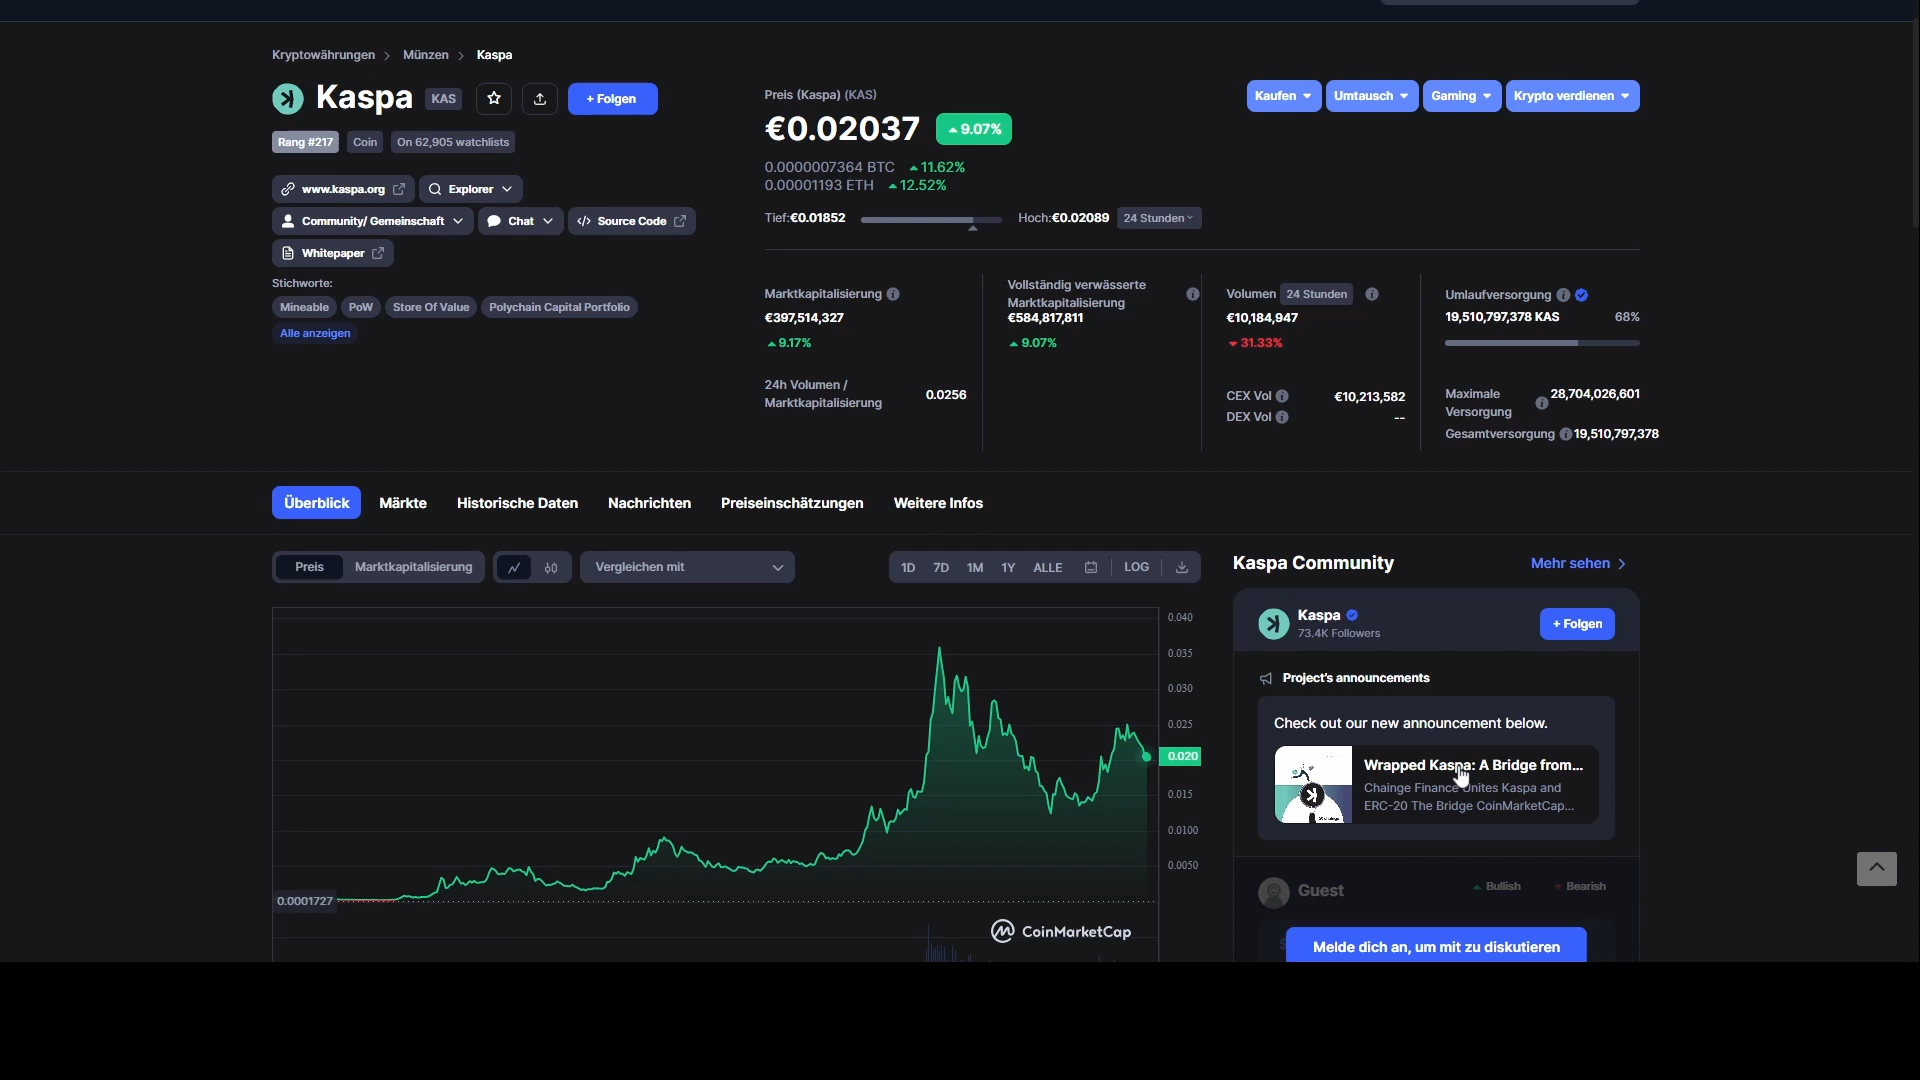 Kryptowährungen > Münzen > Kaspa
Kaspa KAS + Folgen
Rang #217 Coin On 62,905 watchlists
www.kaspa.org Explorer
Community/ Gemeinschaft Chat Source Code
Whitepaper
Stichworte:
Mineable PoW Store Of Value Polychain Capital Portfolio
Alle anzeigen
Preis (Kaspa) (KAS)
€0.02037 9.07%
0.0000007364 BTC 11.62%
0.00001193 ETH 12.52%
Tief:€0.01852 Hoch:€0.02089 24 Stunden
Kaufen Umtausch Gaming Krypto verdienen
Marktkapitalisierung
€397,514,327
9.17%
24h Volumen /
Marktkapitalisierung
0.0256
Vollständig verwässerte
Marktkapitalisierung
€584,817,811
9.07%
Volumen 24 Stunden
€10,184,947
31.33%
CEX Vol €10,213,582
DEX Vol --
Umlaufversorgung
19,510,797,378 KAS 68%
Maximale
Versorgung
28,704,026,601
Gesamtversorgung 19,510,797,378
Überblick Märkte Historische Daten Nachrichten Preiseinschätzungen Weitere Infos
Preis Marktkapitalisierung Vergleichen mit 1D 7D 1M 1Y ALLE LOG
0.040
0.035
0.030
0.025
0.020
0.015
0.0100
0.0050
0.0001727
CoinMarketCap
Kaspa Community Mehr sehen >
Kaspa + Folgen
73.4K Followers
Project's announcements
Check out our new announcement below.
Wrapped Kaspa: A Bridge from...
Chainge Finance Unites Kaspa and
ERC-20 The Bridge CoinMarketCap...
Guest Bullish Bearish
Melde dich an, um mit zu diskutieren